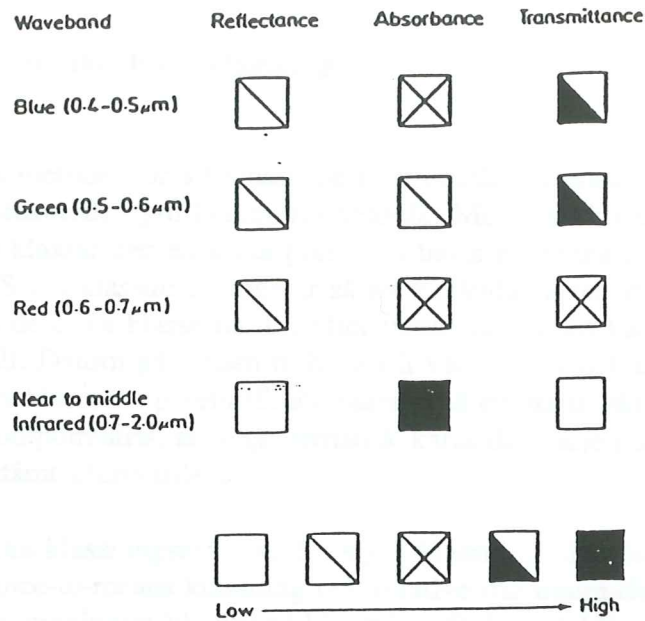 Waveband Reflectance Absorbance Transmittance
Blue (0.4-0.5μm)
Green (0.5-0.6μm)
Red (0.6-0.7μm)
Near to middle
Infrared (0.7-2.0μm)
Low High